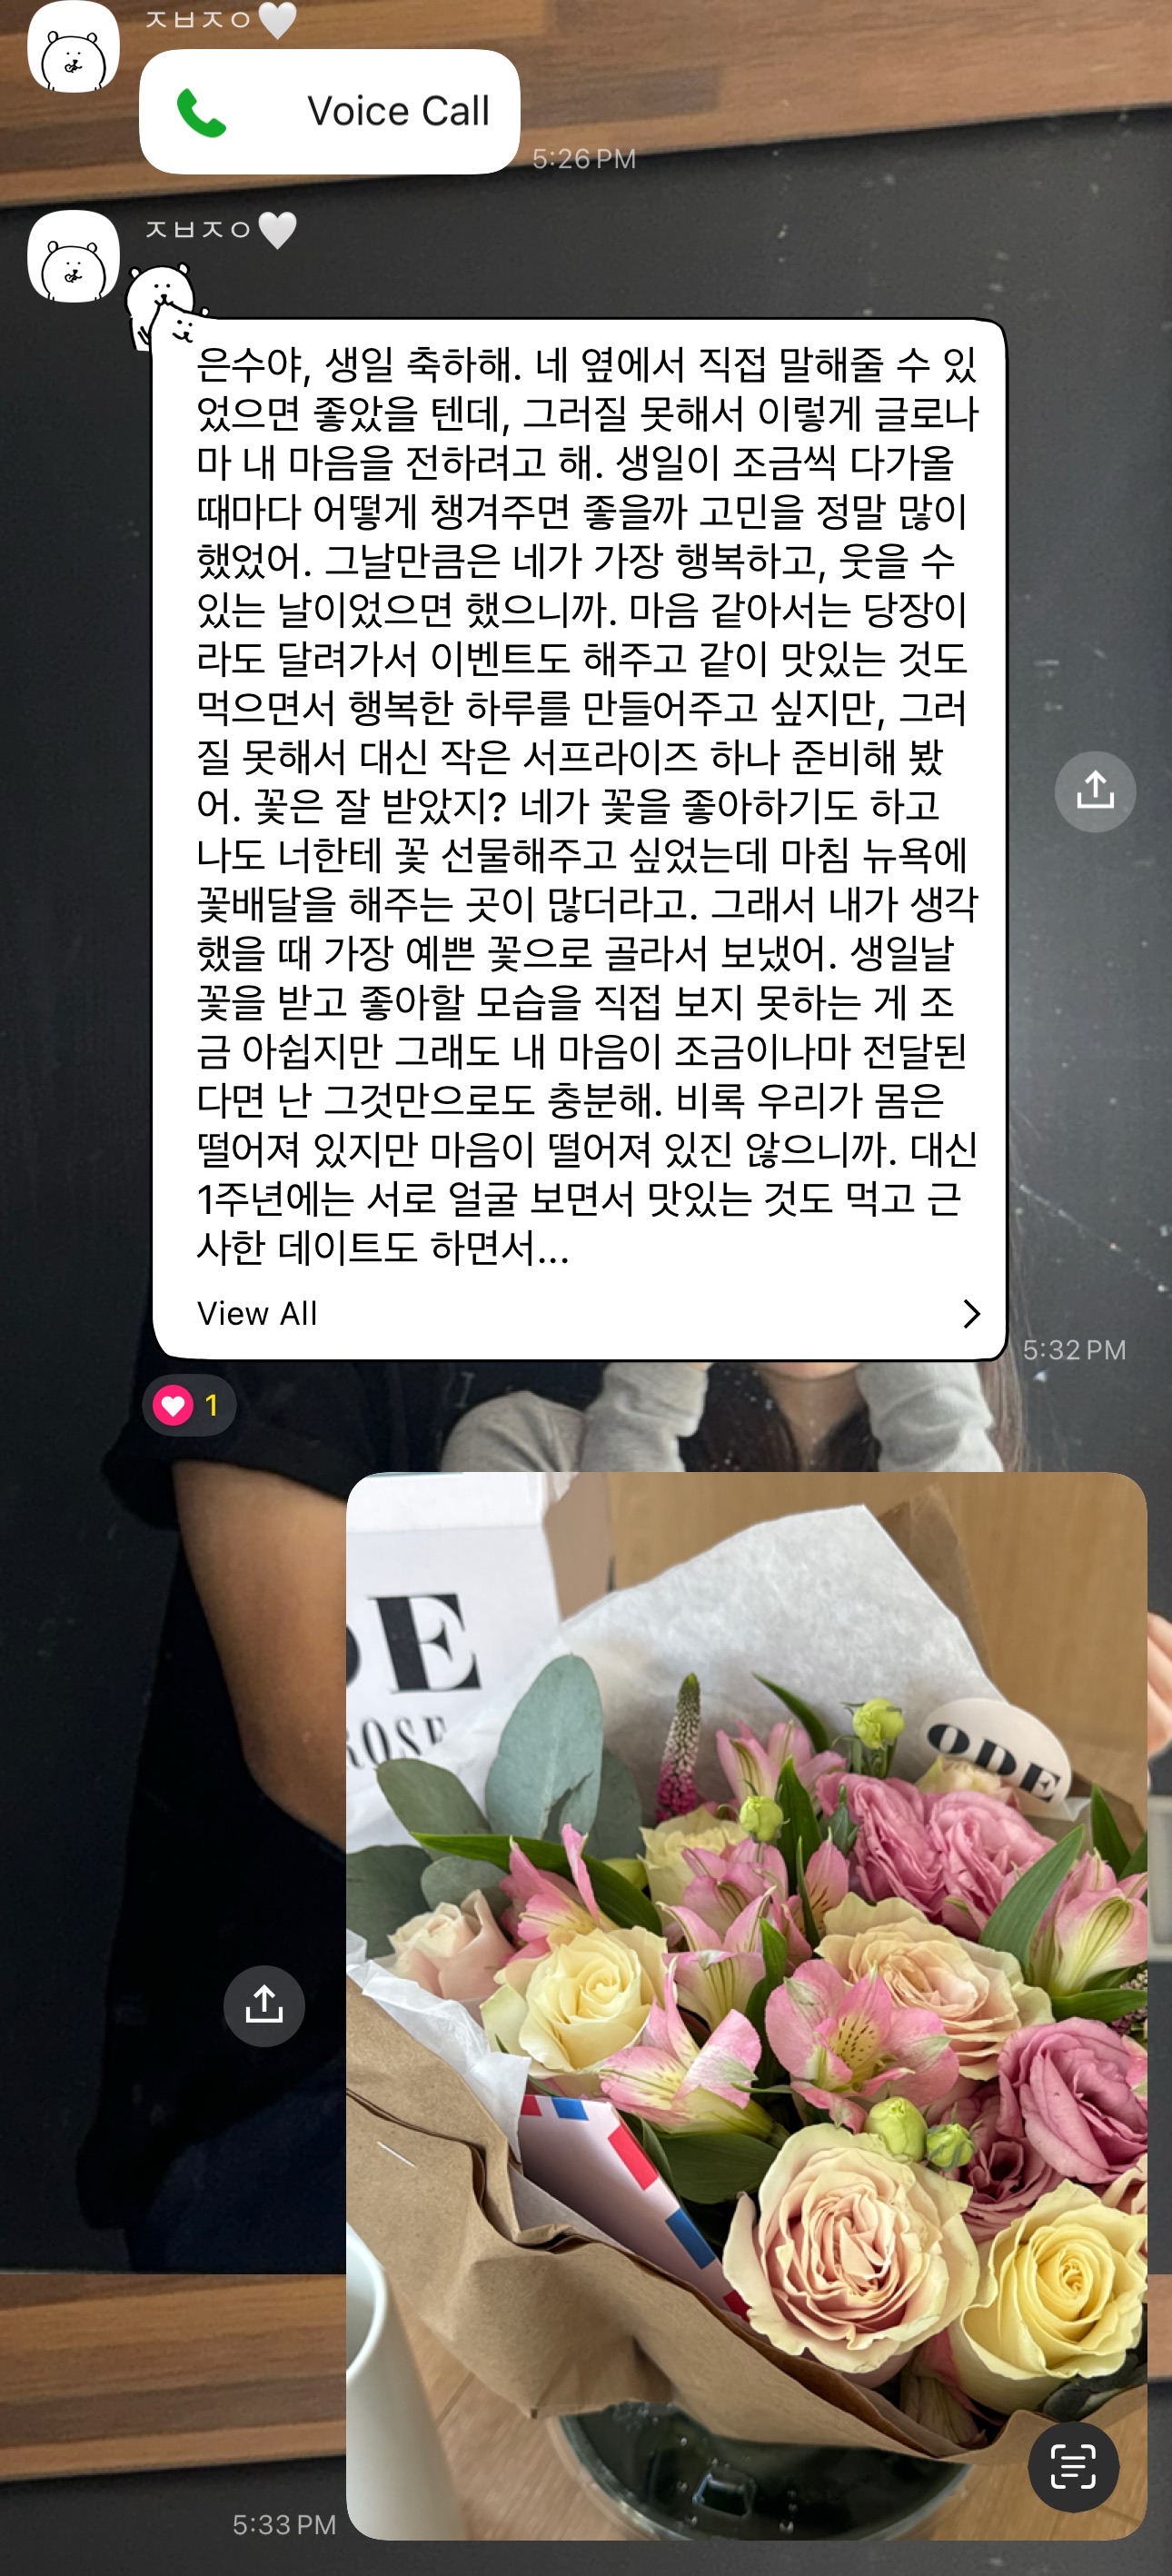 ㅈㅂㅈㅇ🤍
Voice Call
5:26 PM
ㅈㅂㅈㅇ🤍
은수야, 생일 축하해. 네 옆에서 직접 말해줄 수 있
었으면 좋았을 텐데, 그러질 못해서 이렇게 글로나
마 내 마음을 전하려고 해. 생일이 조금씩 다가올
때마다 어떻게 챙겨주면 좋을까 고민을 정말 많이
했었어. 그날만큼은 네가 가장 행복하고, 웃을 수
있는 날이었으면 했으니까. 마음 같아서는 당장이
라도 달려가서 이벤트도 해주고 같이 맛있는 것도
먹으면서 행복한 하루를 만들어주고 싶지만, 그러
질 못해서 대신 작은 서프라이즈 하나 준비해 봤
어. 꽃은 잘 받았지? 네가 꽃을 좋아하기도 하고
나도 너한테 꽃 선물해주고 싶었는데 마침 뉴욕에
꽃배달을 해주는 곳이 많더라고. 그래서 내가 생각
했을 때 가장 예쁜 꽃으로 골라서 보냈어. 생일날
꽃을 받고 좋아할 모습을 직접 보지 못하는 게 조
금 아쉽지만 그래도 내 마음이 조금이나마 전달된
다면 난 그것만으로도 충분해. 비록 우리가 몸은
떨어져 있지만 마음이 떨어져 있진 않으니까. 대신
1주년에는 서로 얼굴 보면서 맛있는 것도 먹고 근
사한 데이트도 하면서...
View All
5:32 PM
1
DE
ROSE
ODE
5:33 PM